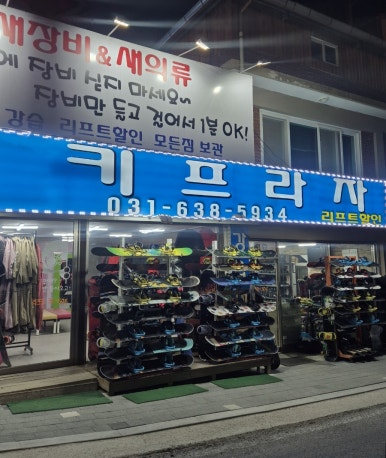 새장비&새의류
에 장비 싣지 마세요~
장비만 들고 걸어서 1분 OK!
강습 리프트할인 모든짐 보관
키프라자
031-638-5934
리프트할인